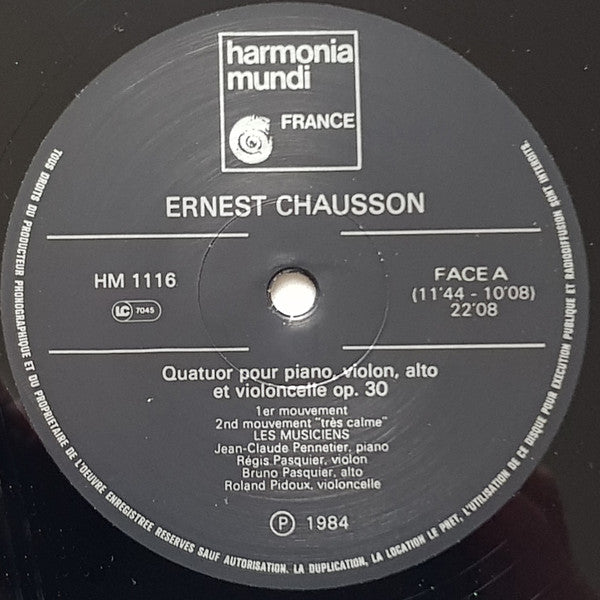 harmonia
mundi
FRANCE
ERNEST CHAUSSON
HM 1116
LC 7045
FACE A
(11'44 - 10'08)
22'08
Quatuor pour piano, violon, alto
et violoncelle op. 30
1er mouvement
2nd mouvement "très calme"
LES MUSICIENS
Jean-Claude Pennetier, piano
Régis Pasquier, violon
Bruno Pasquier, alto
Roland Pidoux, violoncelle
Ⓟ 1984
TOUS DROITS DU PRODUCTEUR PHONOGRAPHIQUE ET DU PROPRIETAIRE DE L'OEUVRE ENREGISTREE RESERVES SAUF AUTORISATION. LA DUPLICATION, LA LOCATION LE PRET, L'UTILISATION DE CE DISQUE POUR EXECUTION PUBLIQUE ET RADIODIFFUSION SONT INTERDITS.